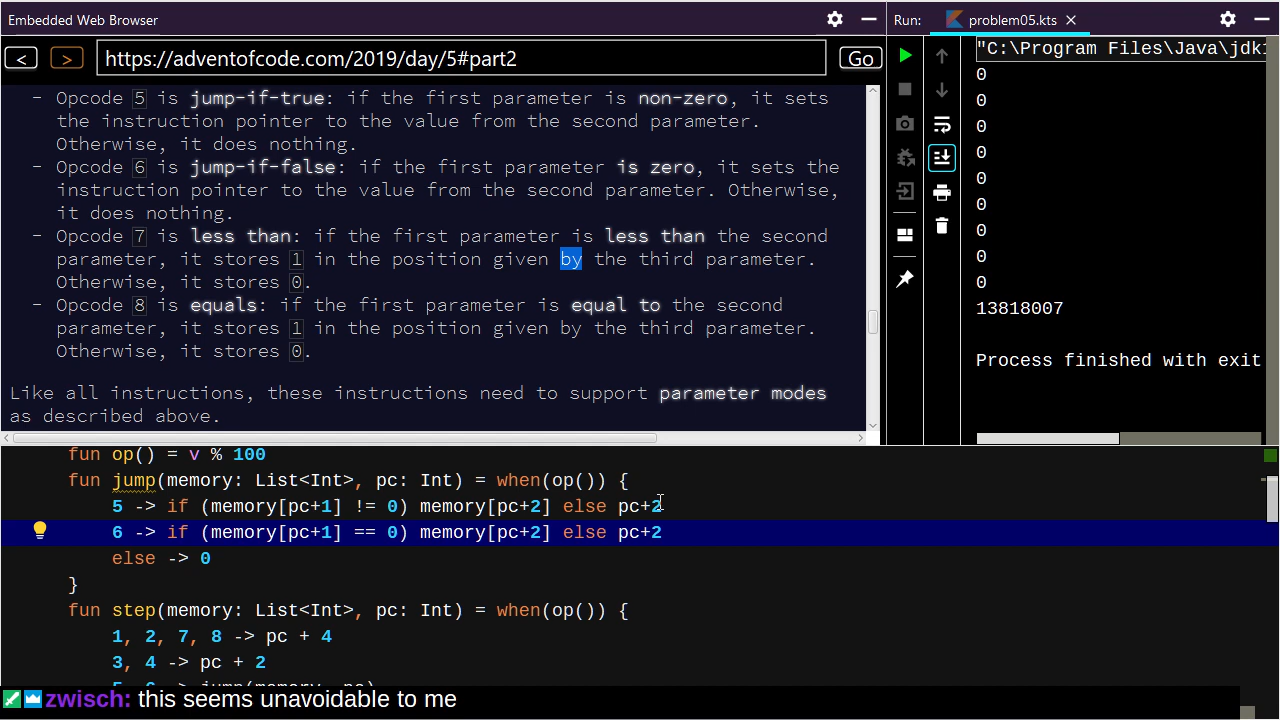 Embedded Web Browser
Run: problem05.kts
< > https://adventofcode.com/2019/day/5#part2 Go
- Opcode 5 is jump-if-true: if the first parameter is non-zero, it sets
the instruction pointer to the value from the second parameter.
Otherwise, it does nothing.
- Opcode 6 is jump-if-false: if the first parameter is zero, it sets the
instruction pointer to the value from the second parameter. Otherwise,
it does nothing.
- Opcode 7 is less than: if the first parameter is less than the second
parameter, it stores 1 in the position given by the third parameter.
Otherwise, it stores 0.
- Opcode 8 is equals: if the first parameter is equal to the second
parameter, it stores 1 in the position given by the third parameter.
Otherwise, it stores 0.
Like all instructions, these instructions need to support parameter modes
as described above.
"C:\Program Files\Java\jdk1
0
0
0
0
0
0
0
0
0
13818007
Process finished with exit
fun op() = v % 100
fun jump(memory: List<Int>, pc: Int) = when(op()) {
5 -> if (memory[pc+1] != 0) memory[pc+2] else pc+2
6 -> if (memory[pc+1] == 0) memory[pc+2] else pc+2
else -> 0
}
fun step(memory: List<Int>, pc: Int) = when(op()) {
1, 2, 7, 8 -> pc + 4
3, 4 -> pc + 2
5, 6 -> jump(memory, pc)
zwisch: this seems unavoidable to me